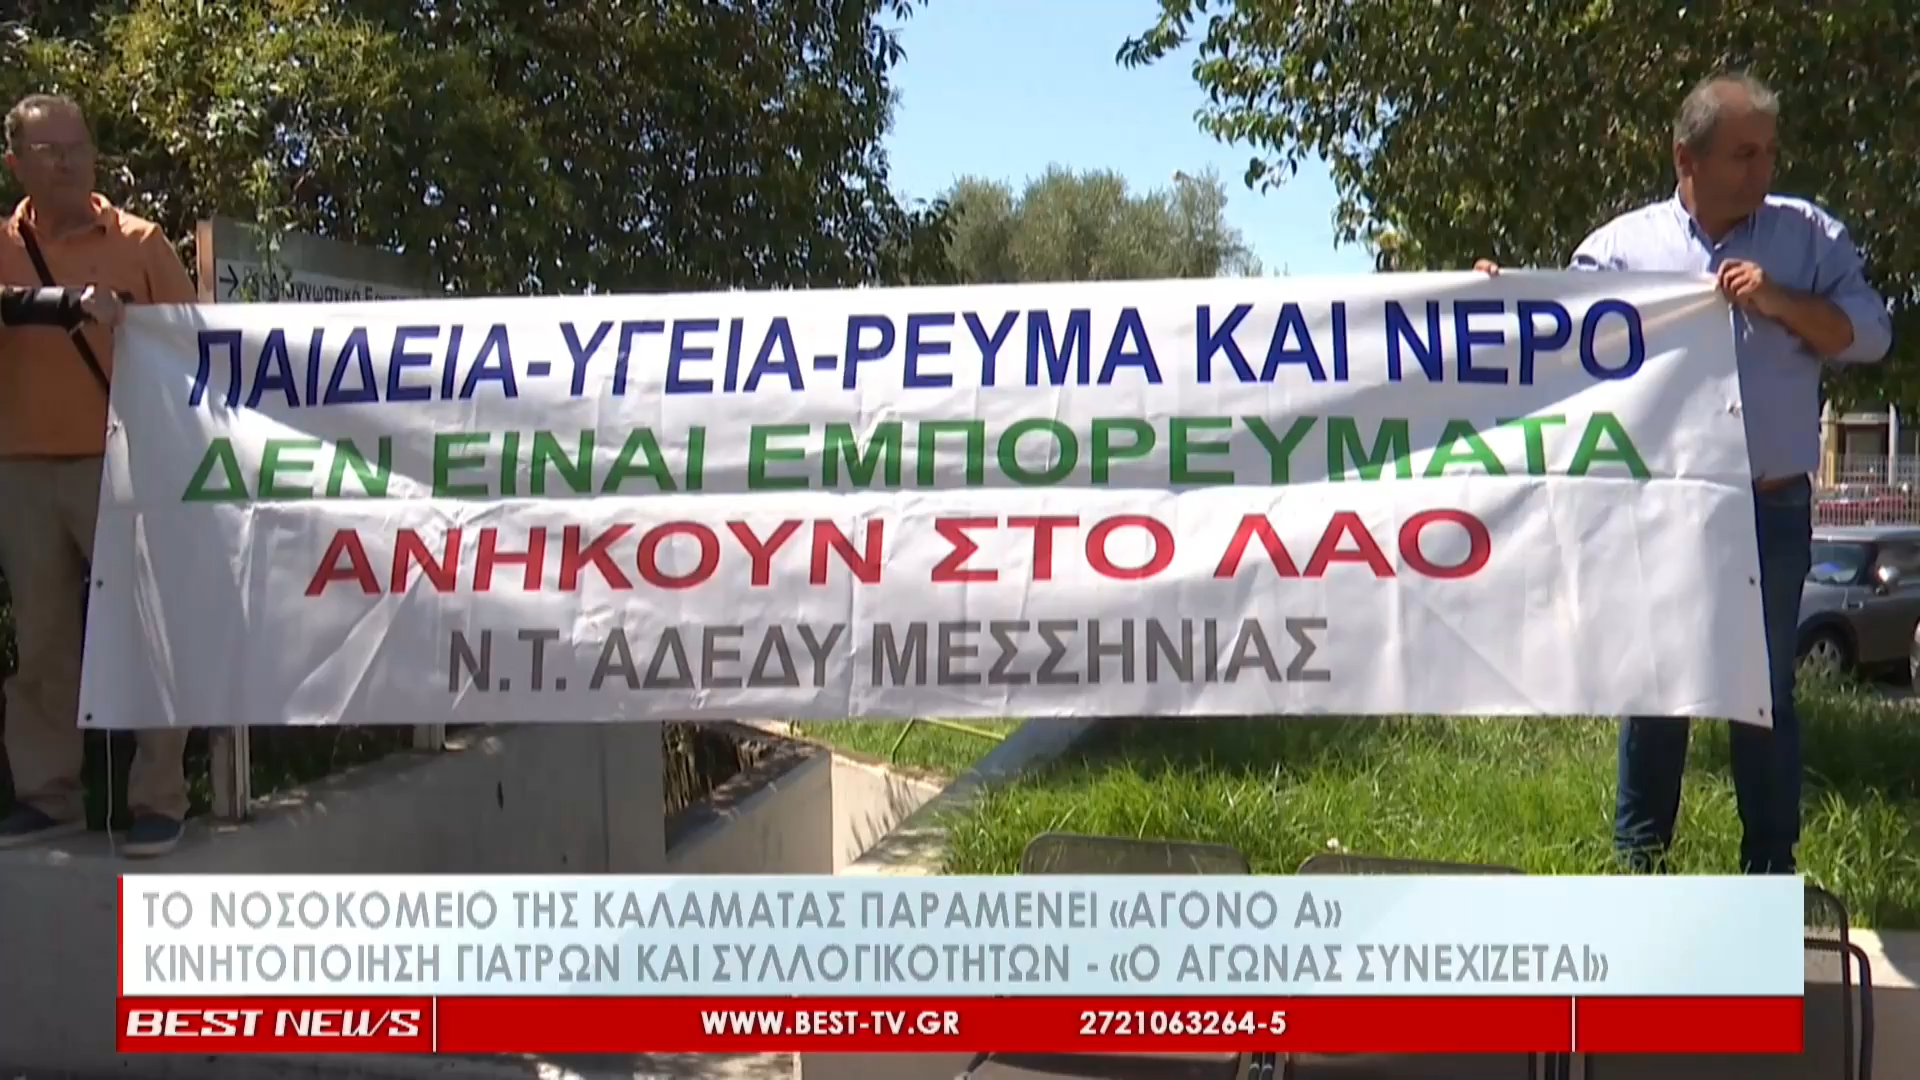 → Διαγνωστικό
ΠΑΙΔΕΙΑ-ΥΓΕΙΑ-ΡΕΥΜΑ ΚΑΙ ΝΕΡΟ
ΔΕΝ ΕΙΝΑΙ ΕΜΠΟΡΕΥΜΑΤΑ
ΑΝΗΚΟΥΝ ΣΤΟ ΛΑΟ
Ν.Τ. ΑΔΕΔΥ ΜΕΣΣΗΝΙΑΣ
ΤΟ ΝΟΣΟΚΟΜΕΙΟ ΤΗΣ ΚΑΛΑΜΑΤΑΣ ΠΑΡΑΜΕΝΕΙ «ΑΓΟΝΟ Α»
ΚΙΝΗΤΟΠΟΙΗΣΗ ΓΙΑΤΡΩΝ ΚΑΙ ΣΥΛΛΟΓΙΚΟΤΗΤΩΝ - «Ο ΑΓΩΝΑΣ ΣΥΝΕΧΙΖΕΤΑΙ»
BEST NEWS WWW.BEST-TV.GR 2721063264-5